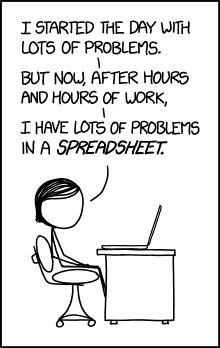 I STARTED THE DAY WITH
LOTS OF PROBLEMS.
BUT NOW, AFTER HOURS
AND HOURS OF WORK,
I HAVE LOTS OF PROBLEMS
IN A SPREADSHEET.